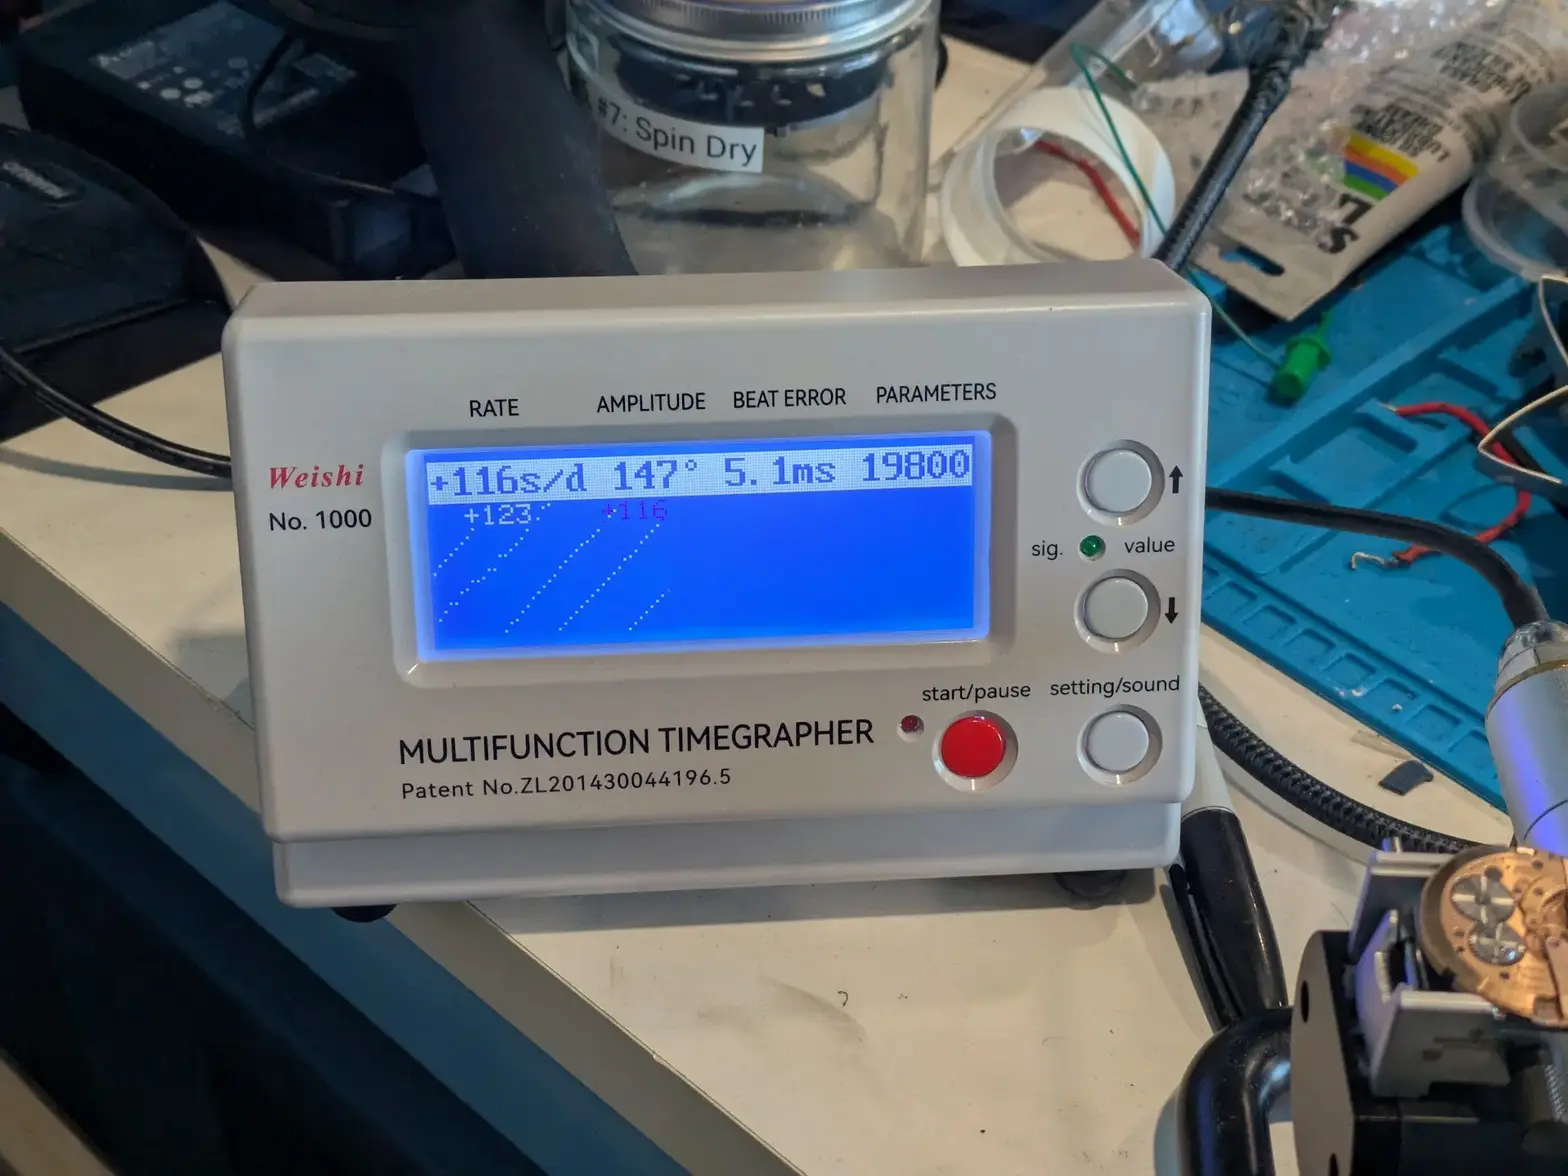 #7: Spin Dry
RATE AMPLITUDE BEAT ERROR PARAMETERS
+116s/d 147° 5.1ms 19800
+123 +116
Weishi
No. 1000
sig. value
start/pause setting/sound
MULTIFUNCTION TIMEGRAPHER
Patent No.ZL201430044196.5